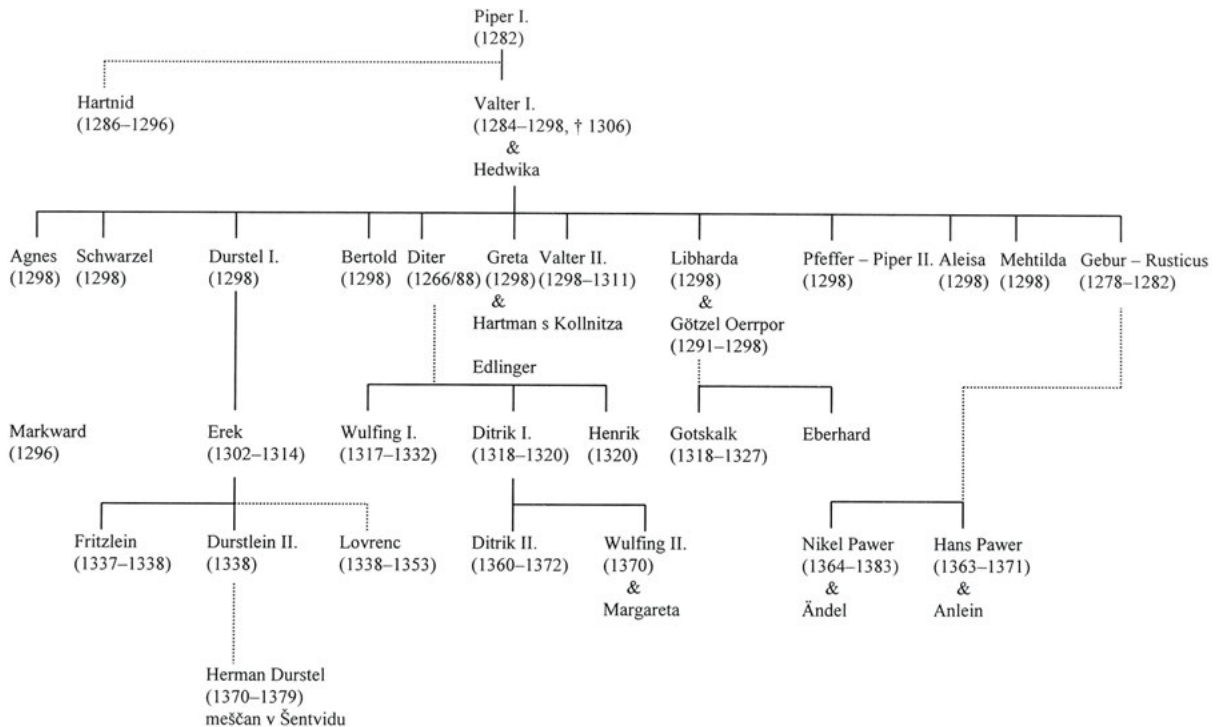 Piper I.
(1282)
Hartnid
(1286–1296)
Valter I.
(1284–1298, † 1306)
&
Hedwika
Agnes
(1298)
Schwarzel
(1298)
Durstel I.
(1298)
Bertold
(1298)
Diter
(1266/88)
Greta
(1298)
&
Hartman s Kollnitza
Valter II.
(1298–1311)
Libharda
(1298)
&
Götzel Oerrpor
(1291–1298)
Pfeffer – Piper II.
(1298)
Aleisa
(1298)
Mehtilda
(1298)
Gebur – Rusticus
(1278–1282)
Edlinger
Markward
(1296)
Erek
(1302–1314)
Wulfing I.
(1317–1332)
Ditrik I.
(1318–1320)
Henrik
(1320)
Gotskalk
(1318–1327)
Eberhard
Fritzlein
(1337–1338)
Durstlein II.
(1338)
Lovrenc
(1338–1353)
Ditrik II.
(1360–1372)
Wulfing II.
(1370)
&
Margareta
Nikel Pawer
(1364–1383)
&
Ändel
Hans Pawer
(1363–1371)
&
Anlein
Herman Durstel
(1370–1379)
meščan v Šentvidu